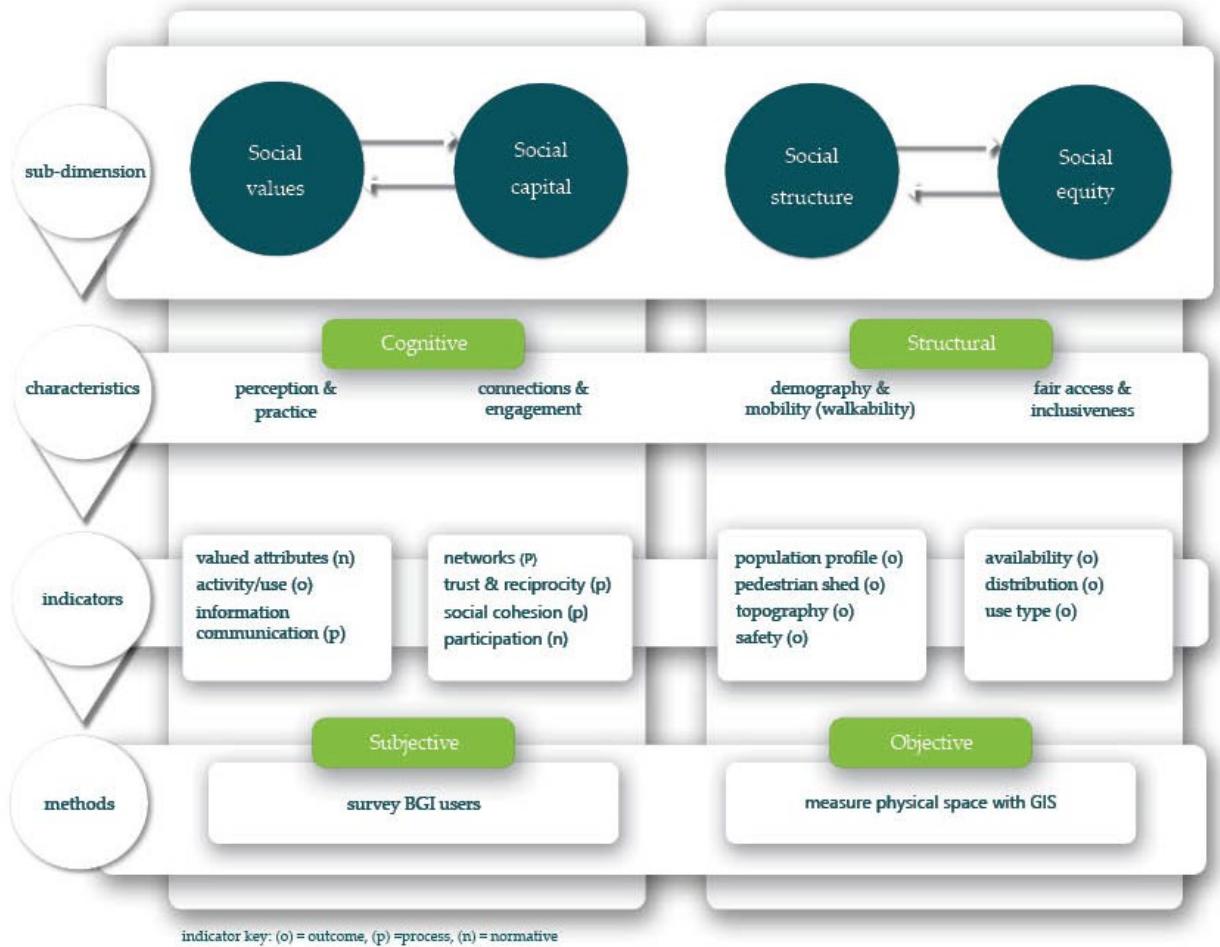 sub-dimension
Social
values
Social
capital
Social
structure
Social
equity
Cognitive
Structural
characteristics
perception &
practice
connections &
engagement
demography &
mobility (walkability)
fair access &
inclusiveness
indicators
valued attributes (n)
activity/use (o)
information
communication (p)
networks (p)
trust & reciprocity (p)
social cohesion (p)
participation (n)
population profile (o)
pedestrian shed (o)
topography (o)
safety (o)
availability (o)
distribution (o)
use type (o)
Subjective
Objective
methods
survey BGI users
measure physical space with GIS
indicator key: (o) = outcome, (p) =process, (n) = normative